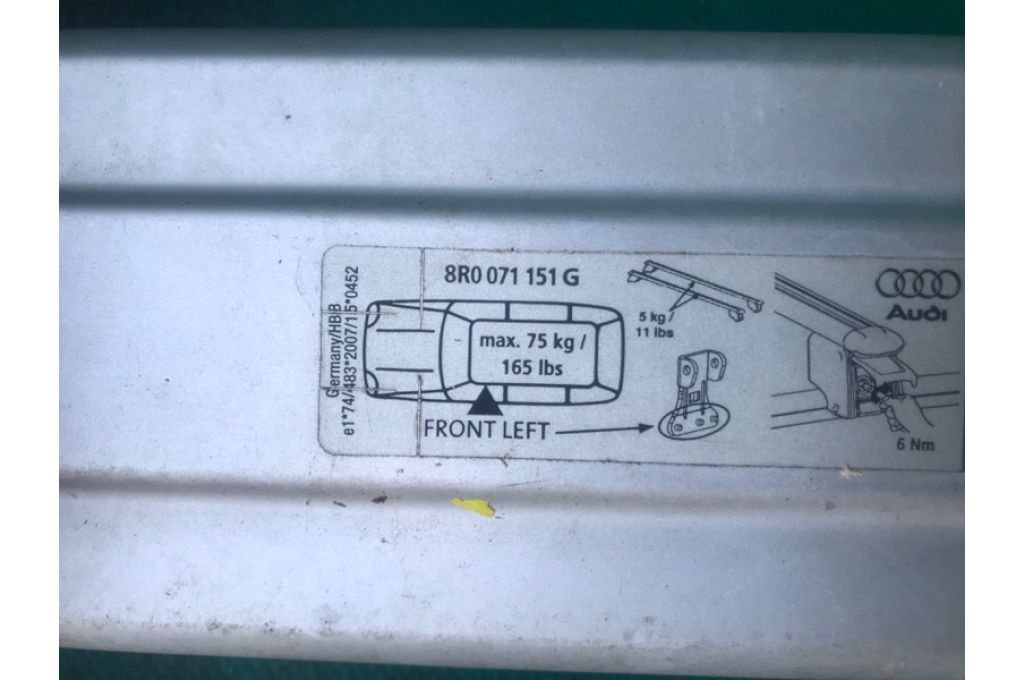 8R0 071 151 G
max. 75 kg /
165 lbs
FRONT LEFT
5 kg /
11 lbs
6 Nm
Audi
Germany/HBiB
e1*74/483*2007/15*0452